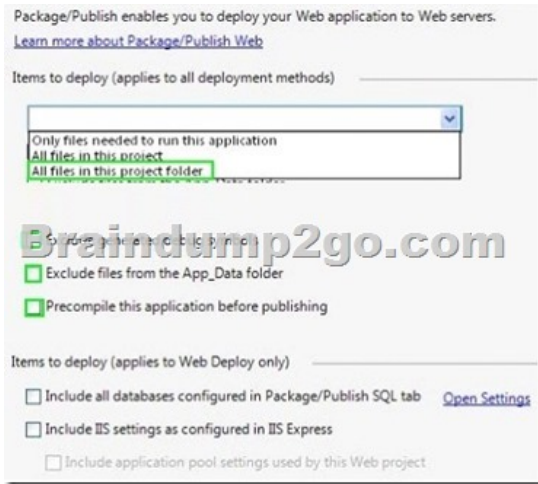 Package/Publish enables you to deploy your Web application to Web servers.
Learn more about Package/Publish Web
Items to deploy (applies to all deployment methods)
Only files needed to run this application
All files in this project
All files in this project folder
Braindump2go.com
Exclude files from the App_Data folder
Precompile this application before publishing
Items to deploy (applies to Web Deploy only)
Include all databases configured in Package/Publish SQL tab Open Settings
Include IIS settings as configured in IIS Express
Include application pool settings used by this Web project